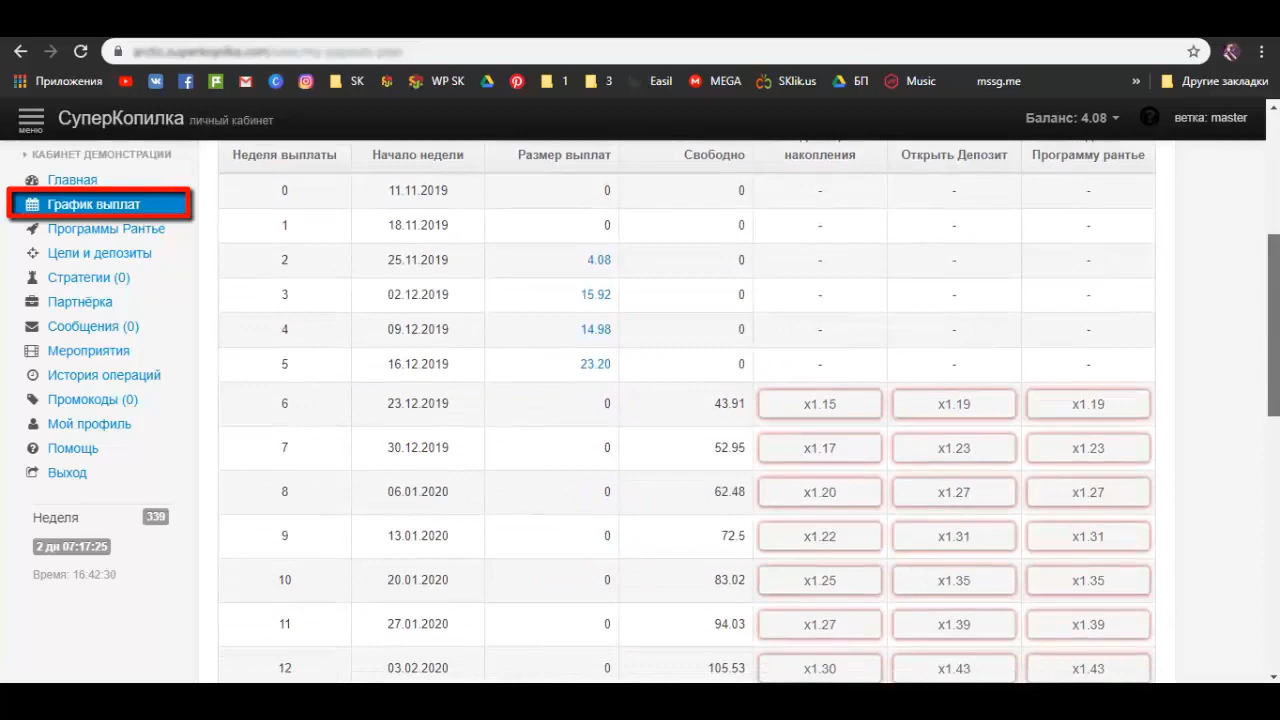 Приложения SK WP SK 1 3 Easil MEGA SKlik.us БП Music mssg.me » Другие закладки
МЕНЮ СуперКопилка личный кабинет Баланс: 4.08 ветка: master
КАБИНЕТ ДЕМОНСТРАЦИИ
Главная
График выплат
Программы Рантье
Цели и депозиты
Стратегии (0)
Партнёрка
Сообщения (0)
Мероприятия
История операций
Промокоды (0)
Мой профиль
Помощь
Выход
Неделя 339
2 дн 07:17:25
Время: 16:42:30
Неделя выплаты Начало недели Размер выплат Свободно накопления Открыть Депозит Программу рантье
0 11.11.2019 0 0 - - -
1 18.11.2019 0 0 - - -
2 25.11.2019 4.08 0 - - -
3 02.12.2019 15.92 0 - - -
4 09.12.2019 14.98 0 - - -
5 16.12.2019 23.20 0 - - -
6 23.12.2019 0 43.91 x1.15 x1.19 x1.19
7 30.12.2019 0 52.95 x1.17 x1.23 x1.23
8 06.01.2020 0 62.48 x1.20 x1.27 x1.27
9 13.01.2020 0 72.5 x1.22 x1.31 x1.31
10 20.01.2020 0 83.02 x1.25 x1.35 x1.35
11 27.01.2020 0 94.03 x1.27 x1.39 x1.39
12 03.02.2020 0 105.53 x1.30 x1.43 x1.43